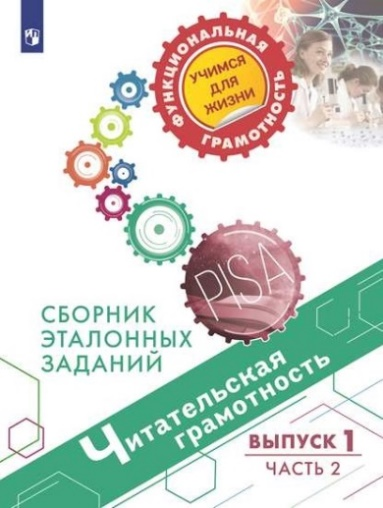 ФУНКЦИОНАЛЬНАЯ
УЧИМСЯ ДЛЯ
ЖИЗНИ
ГРАМОТНОСТЬ
PISA
СБОРНИК
ЭТАЛОННЫХ
ЗАДАНИЙ
Читательская
грамотность
ВЫПУСК 1
ЧАСТЬ 2